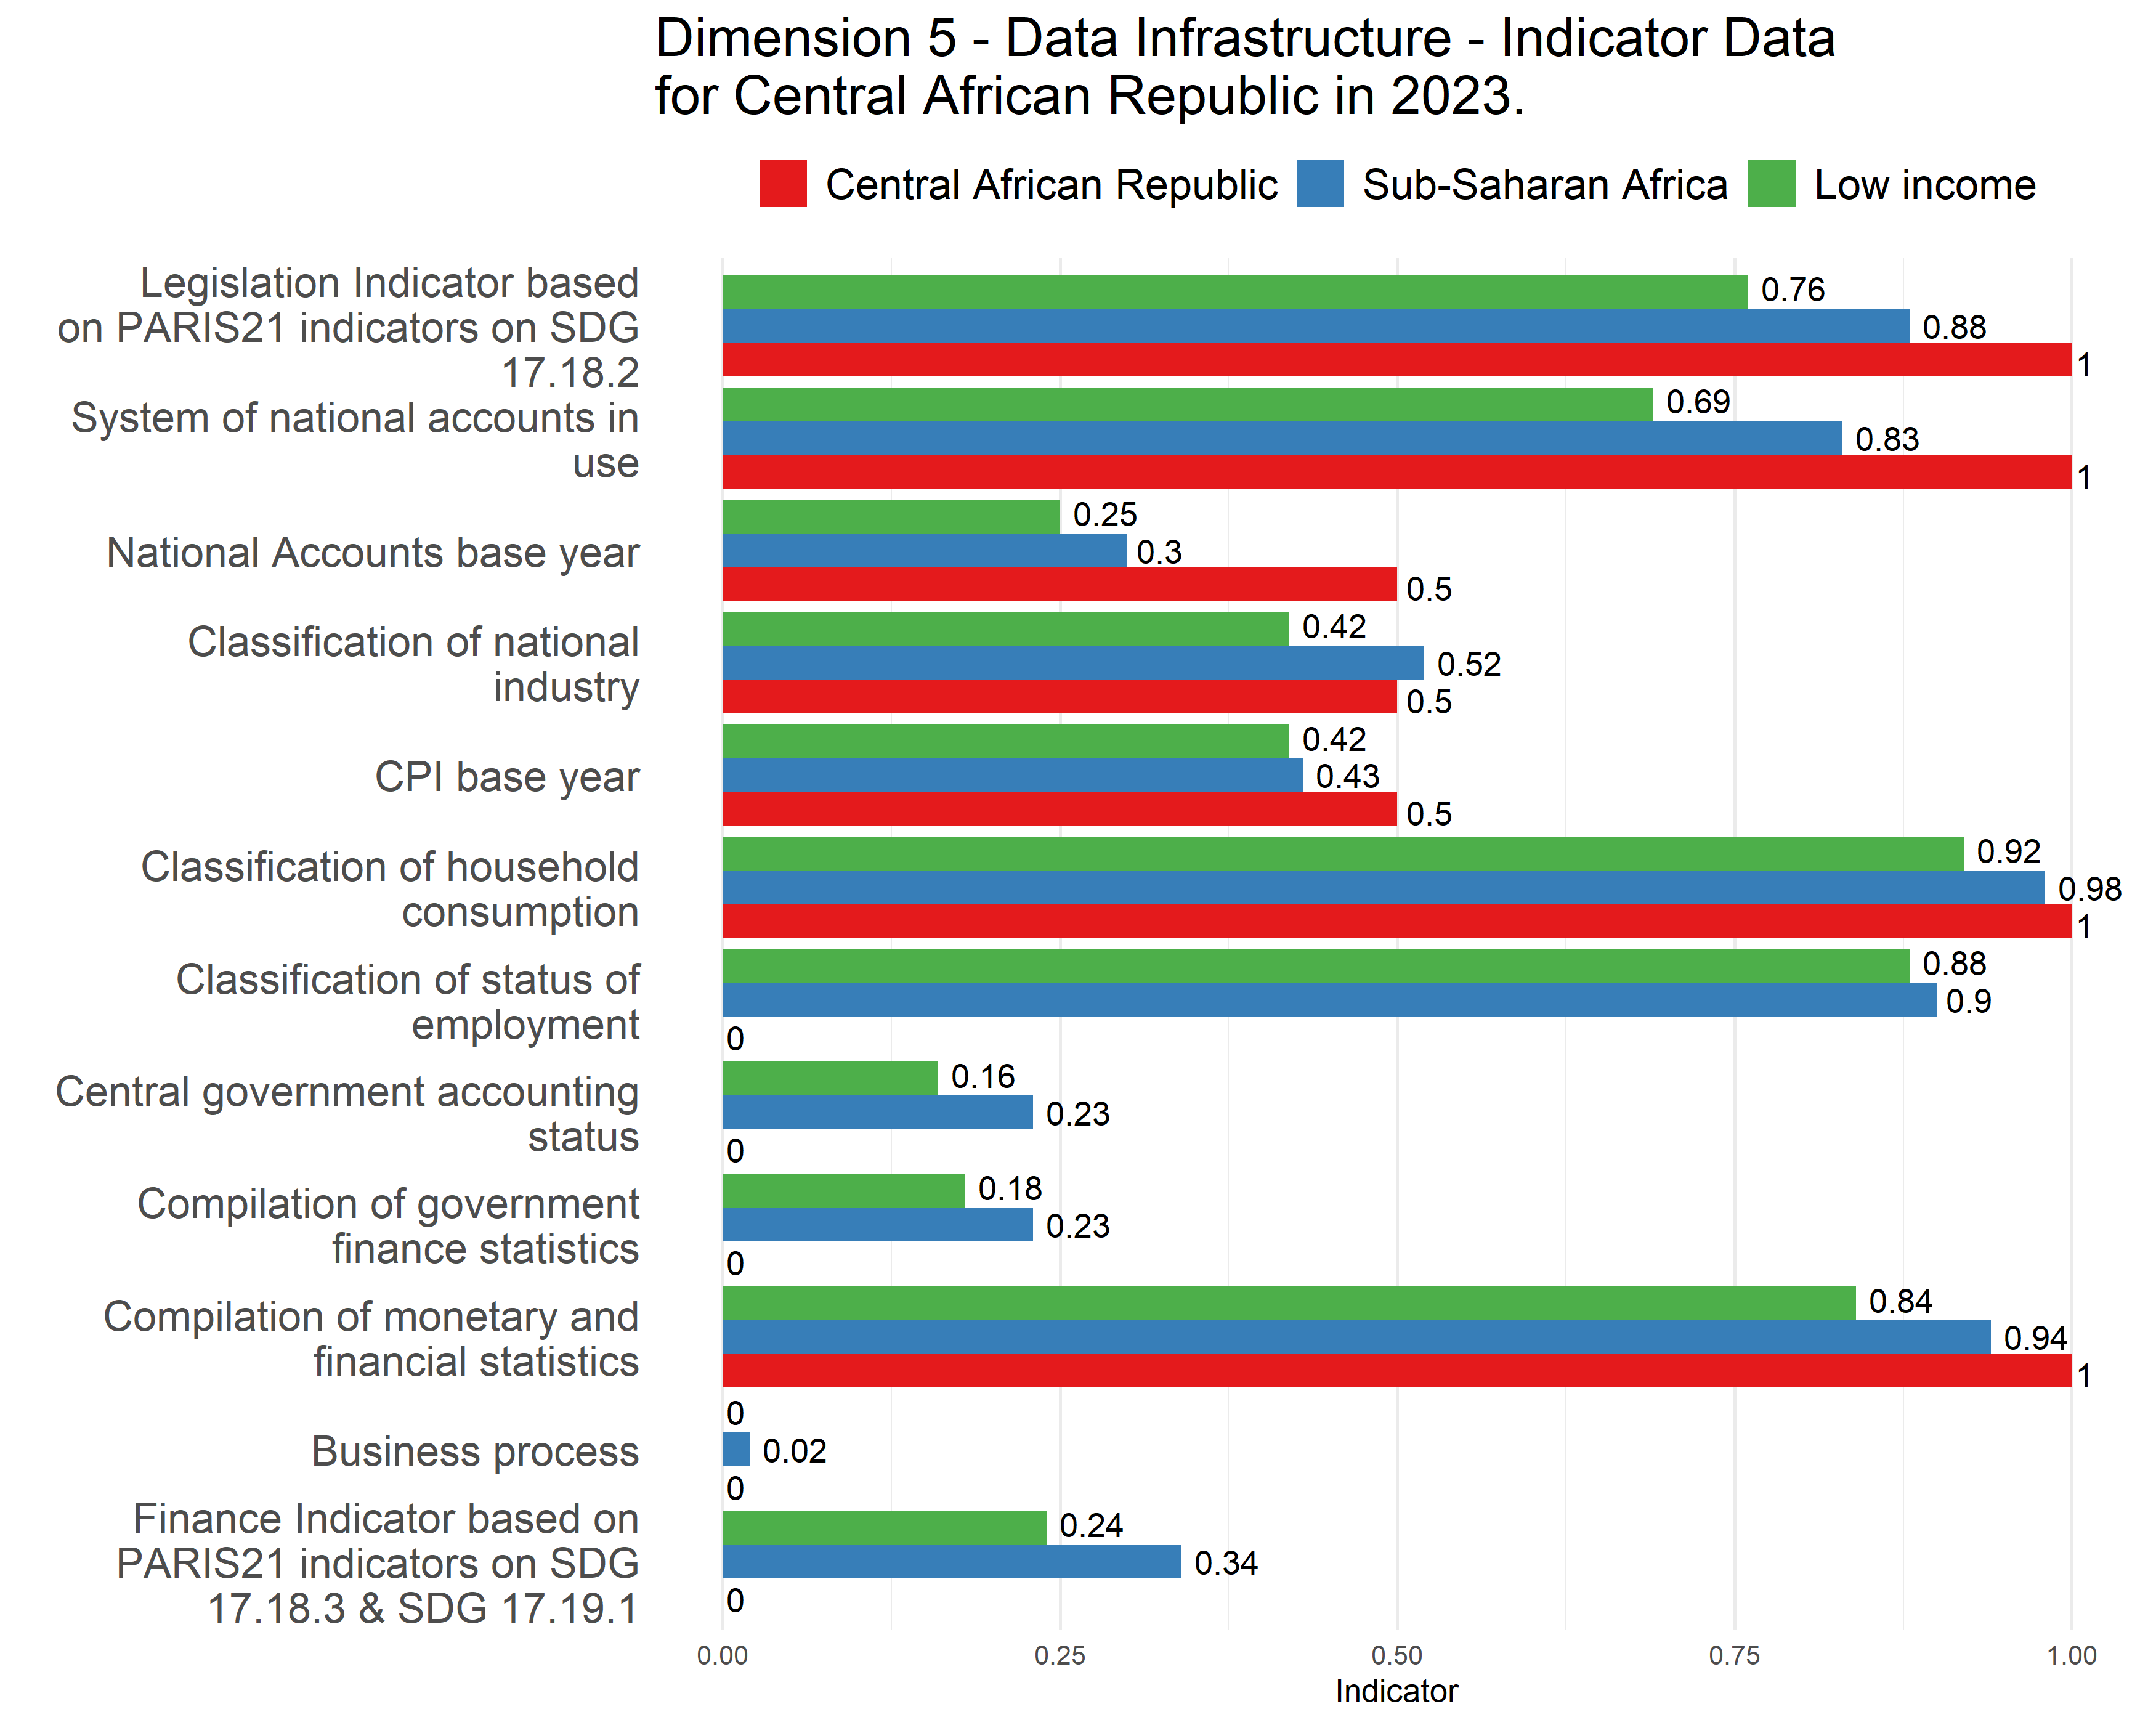 Dimension 5 - Data Infrastructure - Indicator Data
for Central African Republic in 2023.
Central African Republic
Sub-Saharan Africa
Low income
Legislation Indicator based
on PARIS21 indicators on SDG
17.18.2
0.76
0.88
1
System of national accounts in
use
0.69
0.83
1
National Accounts base year
0.25
0.3
0.5
Classification of national
industry
0.42
0.52
0.5
CPI base year
0.42
0.43
0.5
Classification of household
consumption
0.92
0.98
1
Classification of status of
employment
0.88
0.9
0
Central government accounting
status
0.16
0.23
0
Compilation of government
finance statistics
0.18
0.23
0
Compilation of monetary and
financial statistics
0.84
0.94
1
Business process
0
0.02
0
Finance Indicator based on
PARIS21 indicators on SDG
17.18.3 & SDG 17.19.1
0.24
0.34
0
0.00
0.25
0.50
0.75
1.00
Indicator